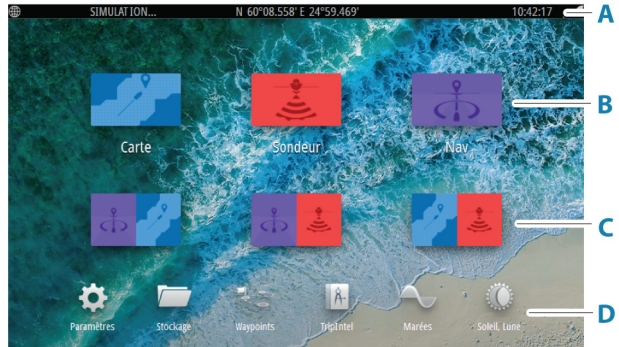 SIMULATION... N 60°08.558' E 24°59.469' 10:42:17 A
B
Carte Sondeur Nav
C
D
Paramètres Stockage Waypoints TripIntel Marées Soleil, Lune